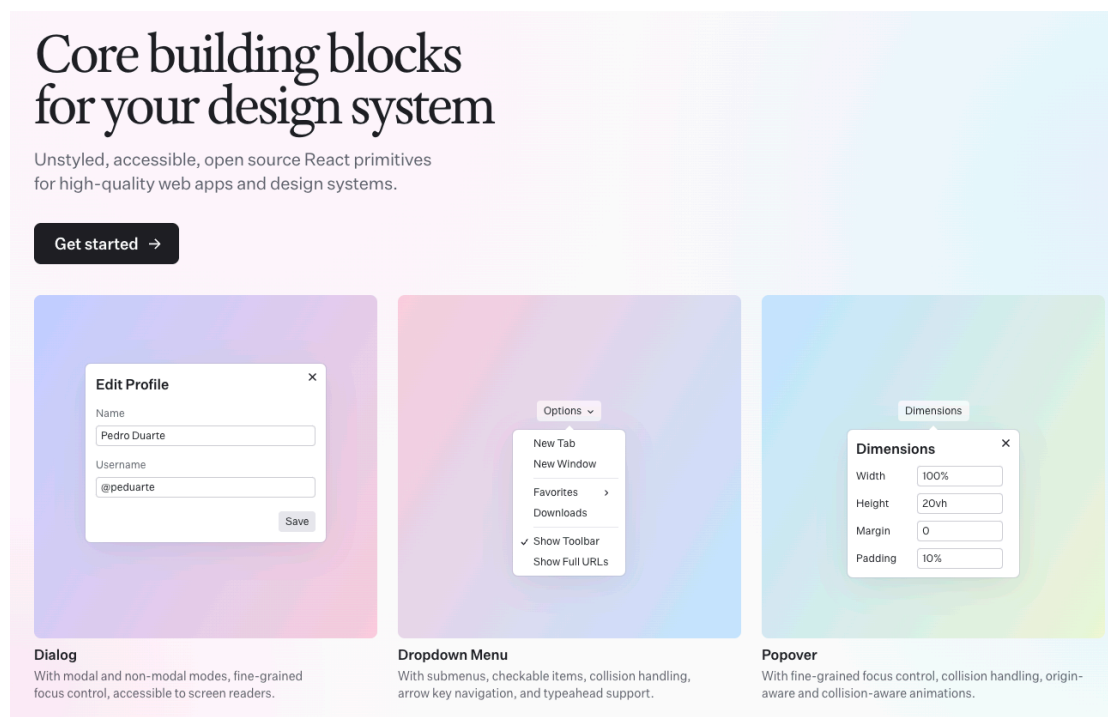 Core building blocks
for your design system
Unstyled, accessible, open source React primitives
for high-quality web apps and design systems.
Get started →
Edit Profile
Name
Pedro Duarte
Username
@peduarte
Save
Dialog
With modal and non-modal modes, fine-grained
focus control, accessible to screen readers.
Options
New Tab
New Window
Favorites
Downloads
Show Toolbar
Show Full URLs
Dropdown Menu
With submenus, checkable items, collision handling,
arrow key navigation, and typeahead support.
Dimensions
Dimensions
Width 100%
Height 20vh
Margin 0
Padding 10%
Popover
With fine-grained focus control, collision handling, origin-
aware and collision-aware animations.